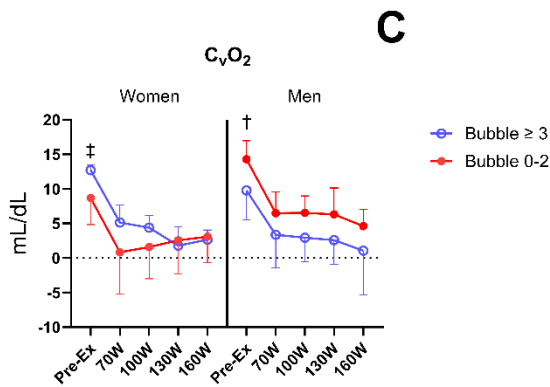 C
CᵥO₂
Women
Men
Bubble ≥ 3
Bubble 0-2
mL/dL
20
15
10
5
0
-5
-10
‡
†
Pre-Ex
70W
100W
130W
160W
Pre-Ex
70W
100W
130W
160W